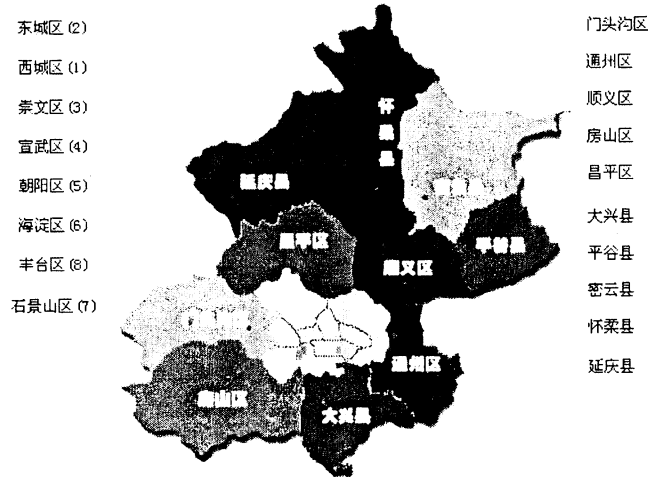 东城区(2)
西城区(1)
崇文区(3)
宣武区(4)
朝阳区(5)
海淀区(6)
丰台区(8)
石景山区(7)
门头沟区
通州区
顺义区
房山区
昌平区
大兴县
平谷县
密云县
怀柔县
延庆县
怀柔县
延庆县
昌平区
顺义区
平谷县
通州区
房山区
大兴县